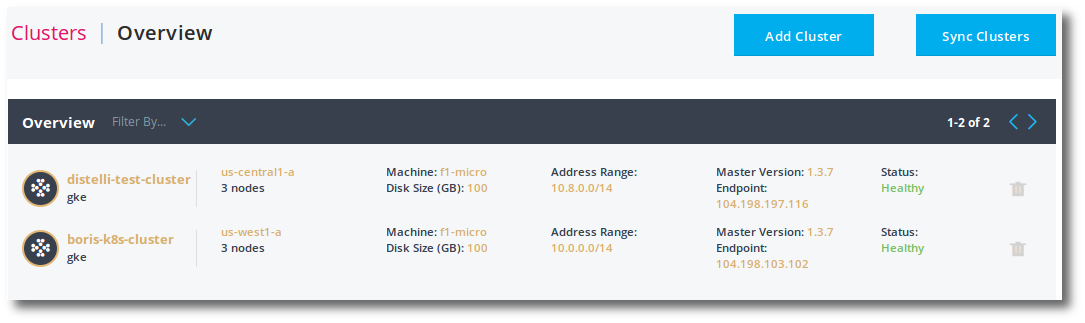 Clusters | Overview
Add Cluster
Sync Clusters
Overview Filter By... 1-2 of 2
distelli-test-cluster
gke
us-central1-a
3 nodes
Machine: f1-micro
Disk Size (GB): 100
Address Range:
10.8.0.0/14
Master Version: 1.3.7
Endpoint:
104.198.197.116
Status:
Healthy
boris-k8s-cluster
gke
us-west1-a
3 nodes
Machine: f1-micro
Disk Size (GB): 100
Address Range:
10.0.0.0/14
Master Version: 1.3.7
Endpoint:
104.198.103.102
Status:
Healthy